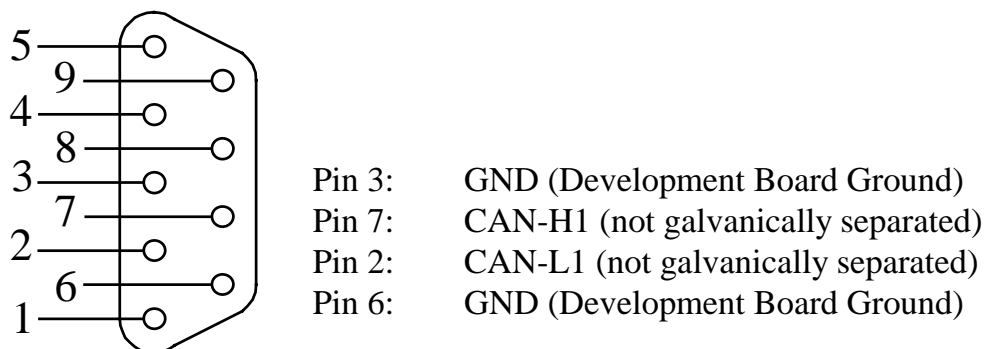 5
9
4
8
3
7
2
6
1
Pin 3: GND (Development Board Ground)
Pin 7: CAN-H1 (not galvanically separated)
Pin 2: CAN-L1 (not galvanically separated)
Pin 6: GND (Development Board Ground)